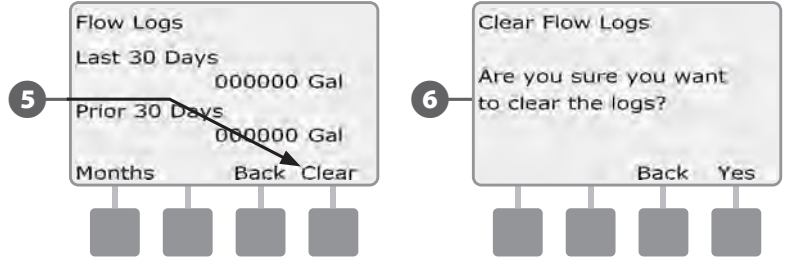 5
Flow Logs
Last 30 Days
000000 Gal
Prior 30 Days
000000 Gal
Months Back Clear
6
Clear Flow Logs
Are you sure you want
to clear the logs?
Back Yes